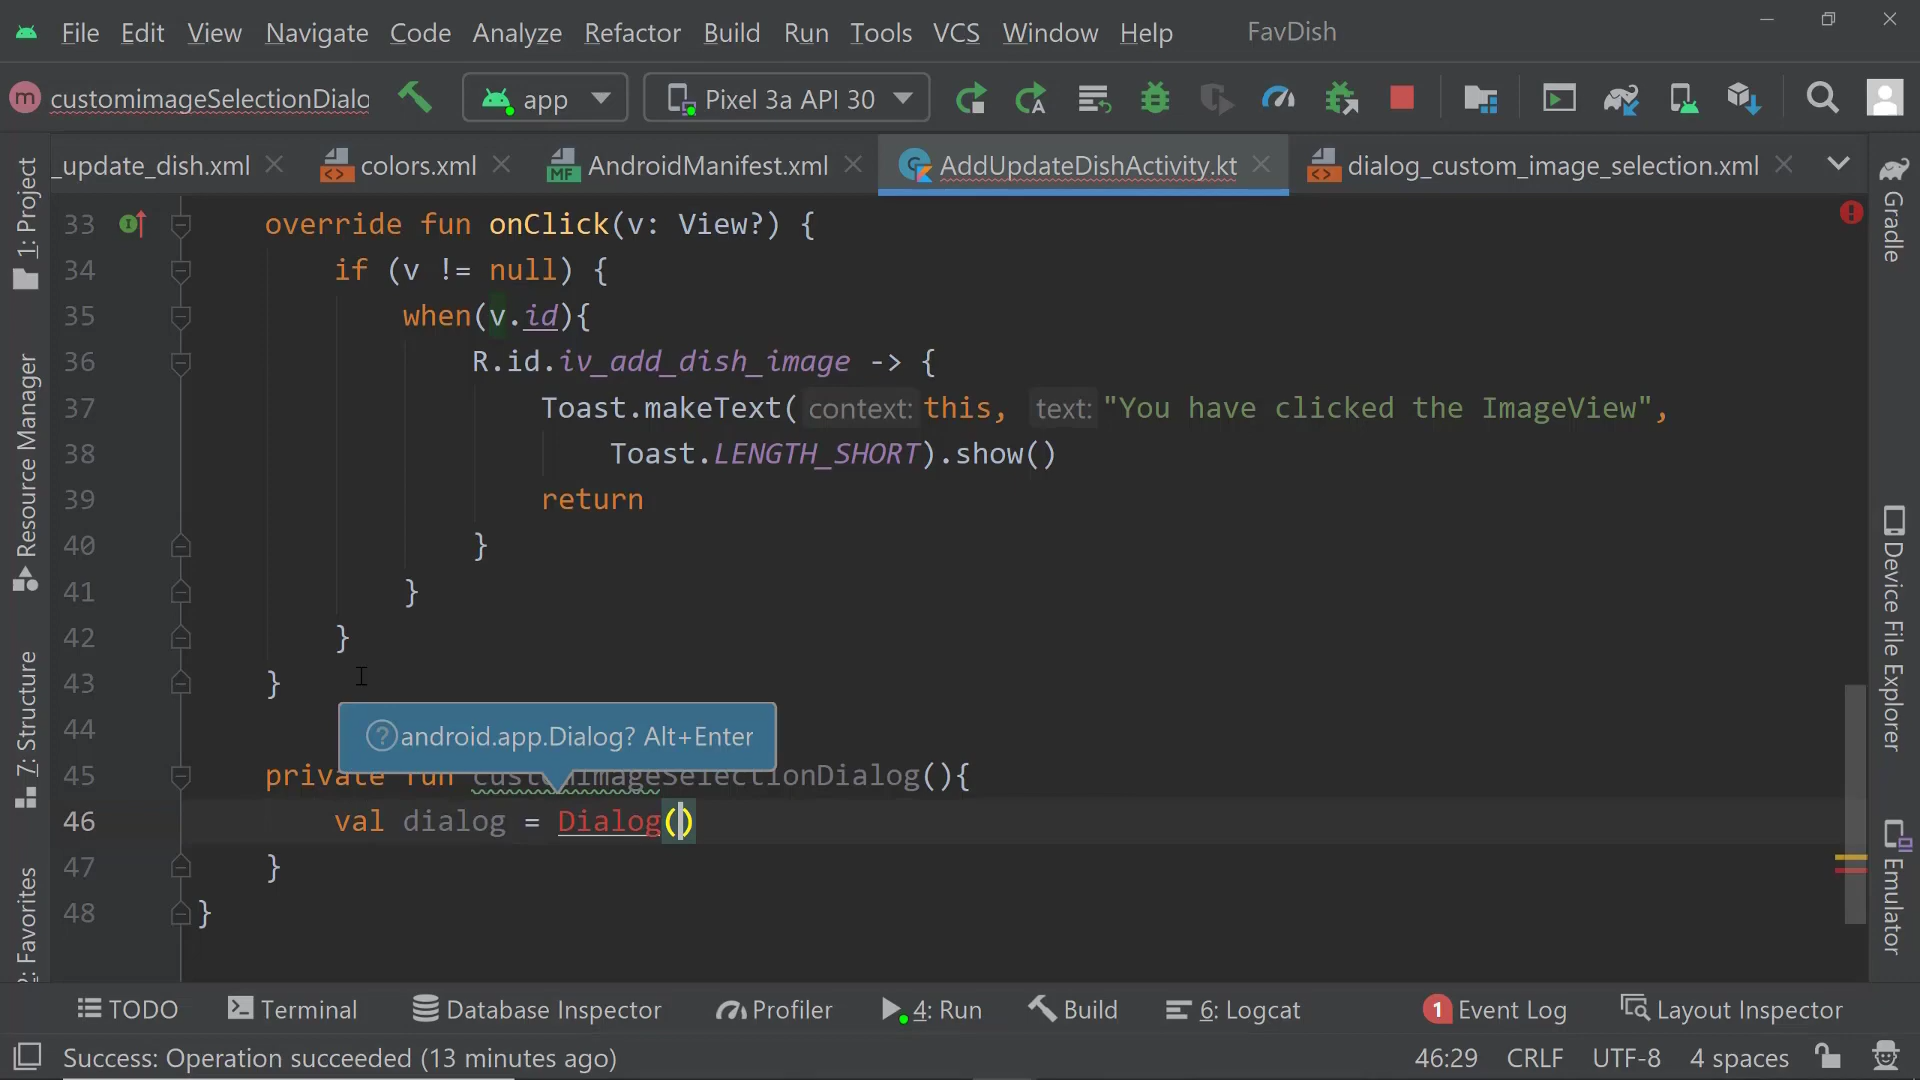 File Edit View Navigate Code Analyze Refactor Build Run Tools VCS Window Help FavDish
m customimageSelectionDialo app Pixel 3a API 30
_update_dish.xml colors.xml AndroidManifest.xml AddUpdateDishActivity.kt dialog_custom_image_selection.xml
33 override fun onClick(v: View?) {
34 if (v != null) {
35 when(v.id){
36 R.id.iv_add_dish_image -> {
37 Toast.makeText( context: this, text: "You have clicked the ImageView",
38 Toast.LENGTH_SHORT).show()
39 return
40 }
41 }
42 }
43 }
44
android.app.Dialog? Alt+Enter
45 private fun customimageSelectionDialog(){
46 val dialog = Dialog()
47 }
48 }
1: Project
Resource Manager
7: Structure
2: Favorites
Gradle
Device File Explorer
Emulator
TODO Terminal Database Inspector Profiler 4: Run Build 6: Logcat 1 Event Log Layout Inspector
Success: Operation succeeded (13 minutes ago) 46:29 CRLF UTF-8 4 spaces